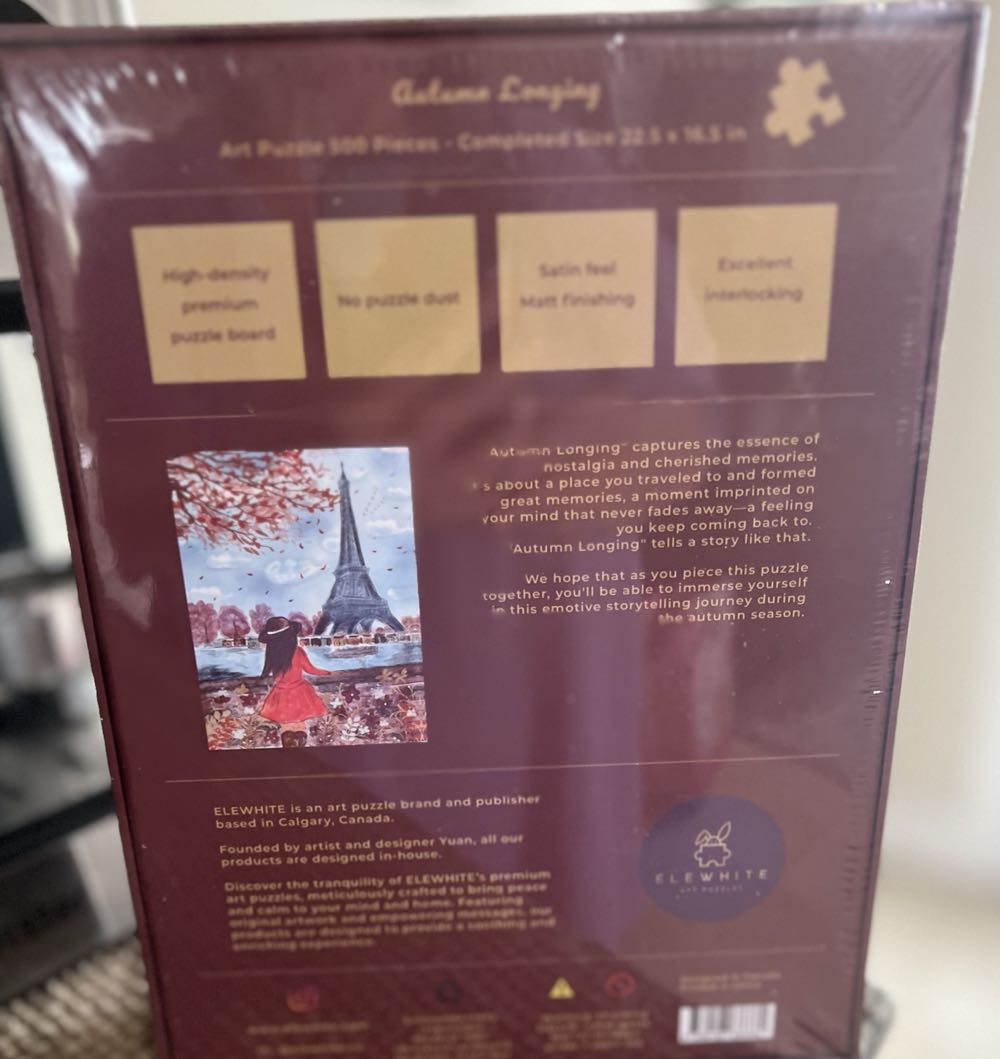 Autumn Longing
Art Puzzle 500 Pieces - Completed Size 22.5 x 16.5 in
High-density
premium
puzzle board
No puzzle dust
Satin feel
Matt finishing
Excellent
interlocking
Autumn Longing" captures the essence of
nostalgia and cherished memories.
s about a place you traveled to and formed
great memories, a moment imprinted on
your mind that never fades away—a feeling
you keep coming back to.
Autumn Longing" tells a story like that.
We hope that as you piece this puzzle
together, you'll be able to immerse yourself
in this emotive storytelling journey during
the autumn season.
ELEWHITE is an art puzzle brand and publisher
based in Calgary, Canada.
Founded by artist and designer Yuan, all our
products are designed in-house.
Discover the tranquility of ELEWHITE's premium
art puzzles, meticulously crafted to bring peace
and calm to your mind and home. Featuring
original artwork and empowering messages, our
products are designed to provide a soothing and
enriching experience.
ELEWHITE
ART PUZZLES
Designed in Canada